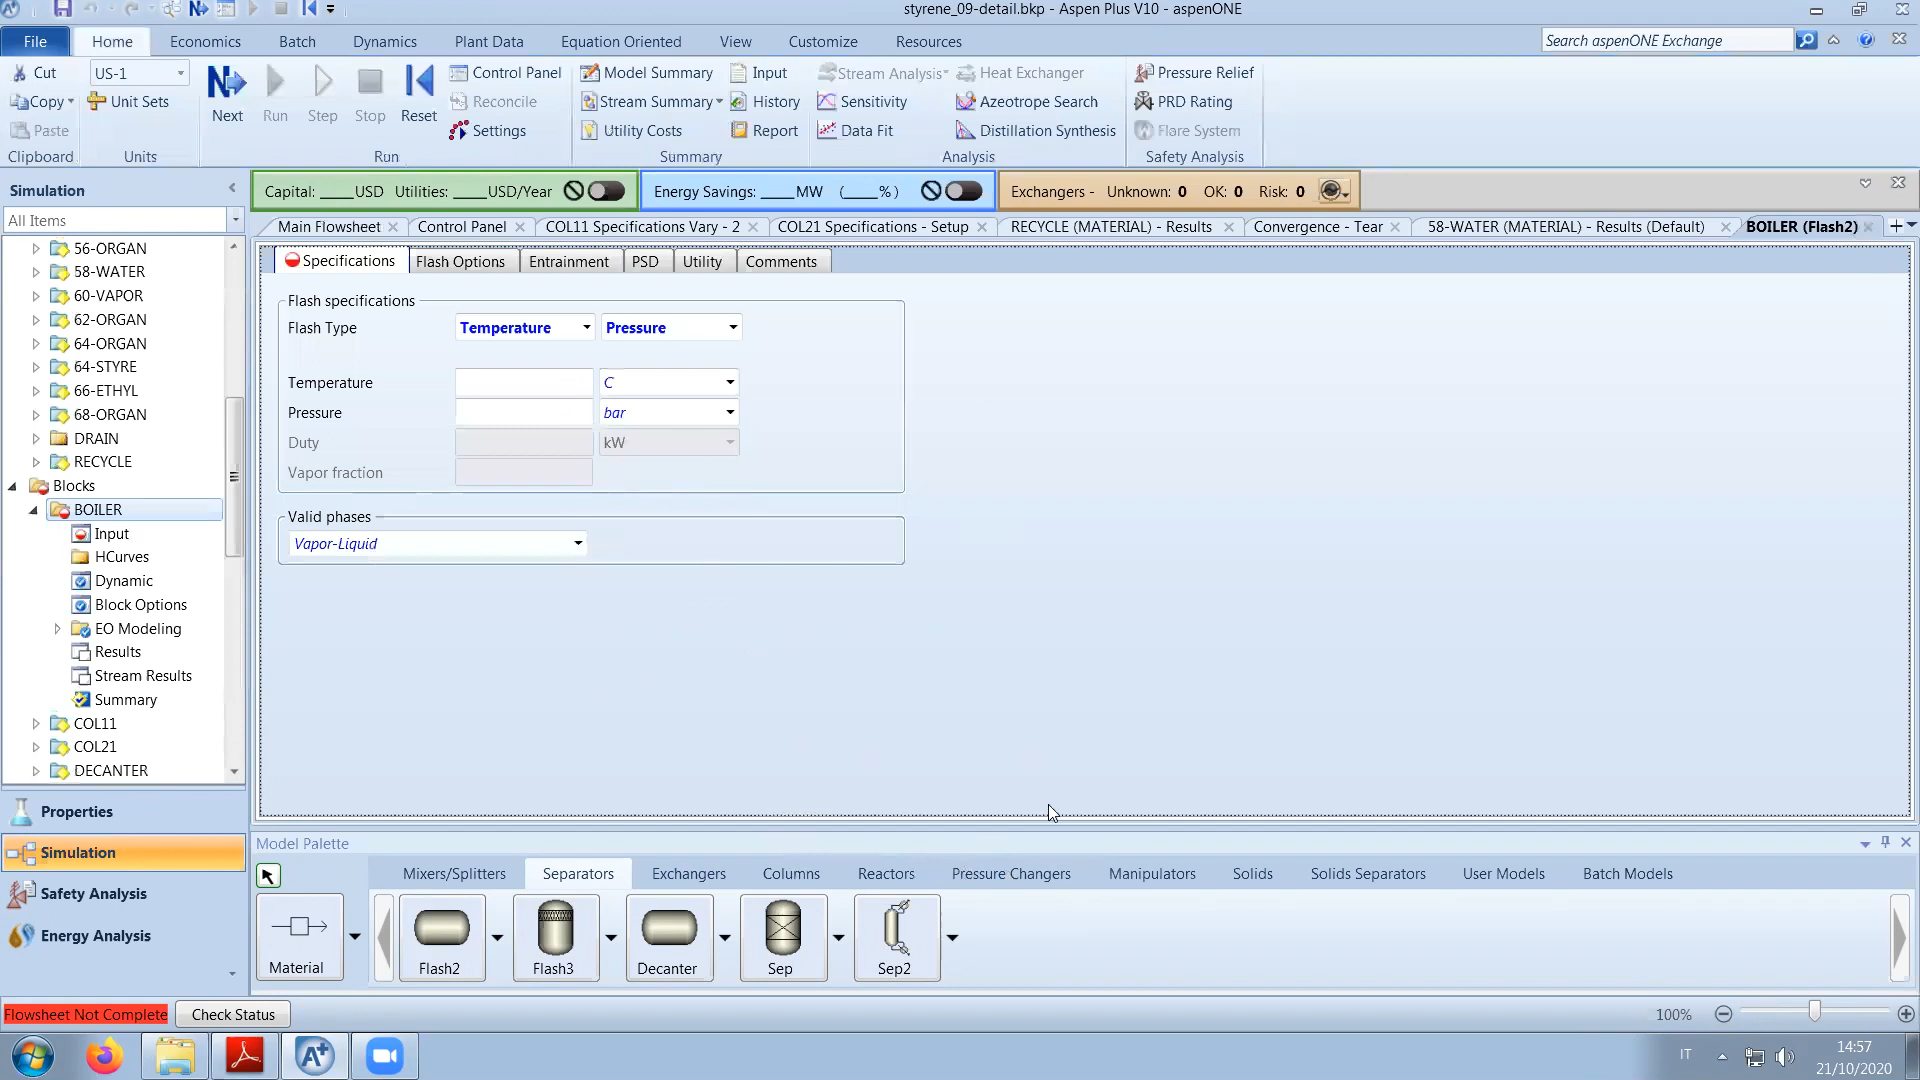 styrene_09-detail.bkp - Aspen Plus V10 - aspenONE
File Home Economics Batch Dynamics Plant Data Equation Oriented View Customize Resources Search aspenONE Exchange
Cut US-1 Control Panel Model Summary Input Stream Analysis Heat Exchanger Pressure Relief
Copy Unit Sets Next Run Step Stop Reset Reconcile Stream Summary History Sensitivity Azeotrope Search PRD Rating
Paste Settings Utility Costs Report Data Fit Distillation Synthesis Flare System
Clipboard Units Run Summary Analysis Safety Analysis
Simulation Capital: ____USD Utilities: ____USD/Year Energy Savings: ____MW (____%) Exchangers - Unknown: 0 OK: 0 Risk: 0
All Items Main Flowsheet Control Panel COL11 Specifications Vary - 2 COL21 Specifications - Setup RECYCLE (MATERIAL) - Results Convergence - Tear 58-WATER (MATERIAL) - Results (Default) BOILER (Flash2)
Specifications Flash Options Entrainment PSD Utility Comments
56-ORGAN
58-WATER
60-VAPOR
62-ORGAN
64-ORGAN
64-STYRE
66-ETHYL
68-ORGAN
DRAIN
RECYCLE
Blocks
BOILER
Input
HCurves
Dynamic
Block Options
EO Modeling
Results
Stream Results
Summary
COL11
COL21
DECANTER
Flash specifications
Flash Type Temperature Pressure
Temperature C
Pressure bar
Duty kW
Vapor fraction
Valid phases
Vapor-Liquid
Properties
Simulation
Safety Analysis
Energy Analysis
Model Palette
Mixers/Splitters Separators Exchangers Columns Reactors Pressure Changers Manipulators Solids Solids Separators User Models Batch Models
Material Flash2 Flash3 Decanter Sep Sep2
Flowsheet Not Complete Check Status 100%
IT 14:57
21/10/2020